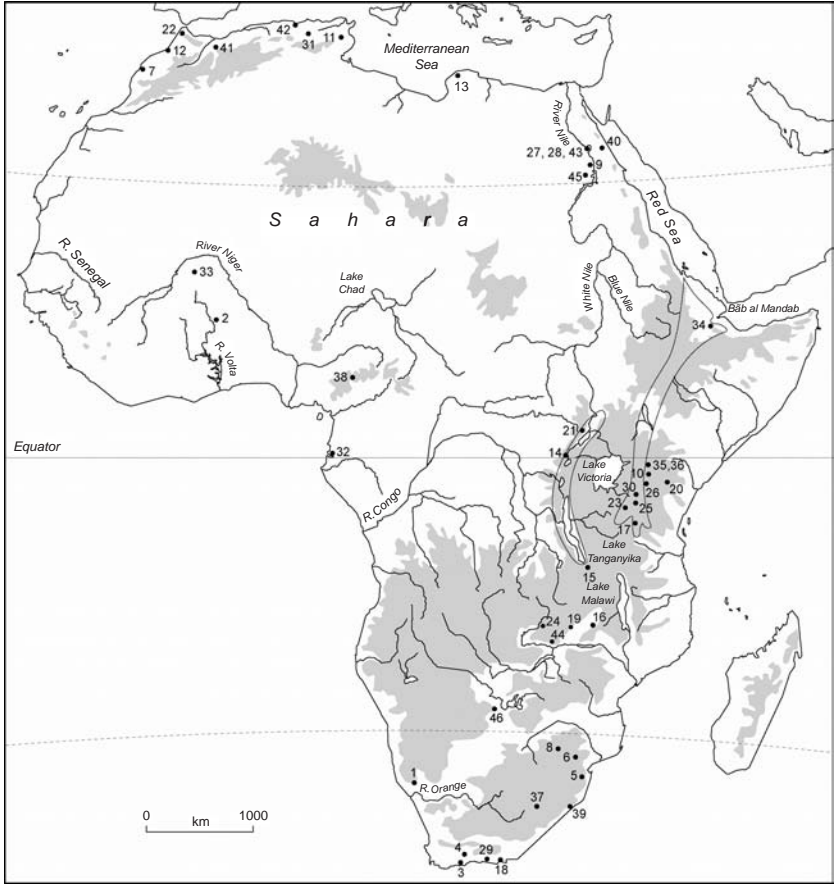 22
12
7
41
42
31
11
Mediterranean
Sea
13
River Nile
27, 28, 43
40
9
45
Red Sea
Sahara
R. Senegal
River Niger
33
2
R. Volta
Lake
Chad
White Nile
Blue Nile
Bāb al Mandab
34
38
Equator
32
21
14
Lake
Victoria
35,36
10
30
26
20
23
25
17
R.Congo
Lake
Tanganyika
15
Lake
Malawi
24
19
16
44
46
8
6
5
1
R.Orange
37
39
0
1000
km
4
29
3
18